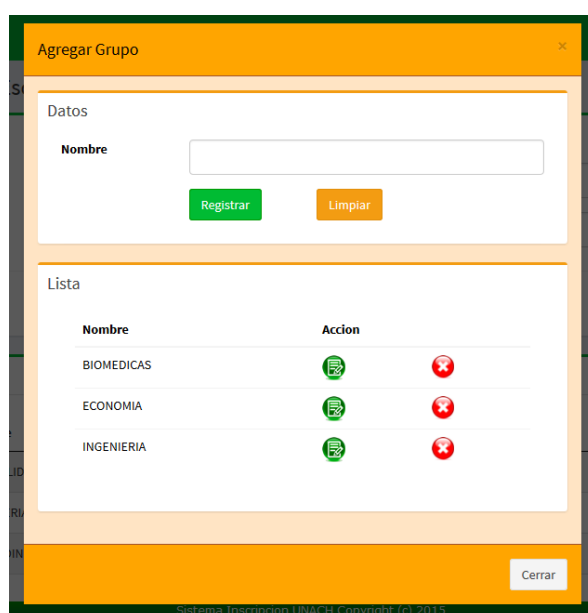 Agregar Grupo
×
Datos
Nombre
Registrar Limpiar
Lista
Nombre Accion
BIOMEDICAS
ECONOMIA
INGENIERIA
Cerrar
Sistema Inscripcion UNACH Copyright (c) 2015